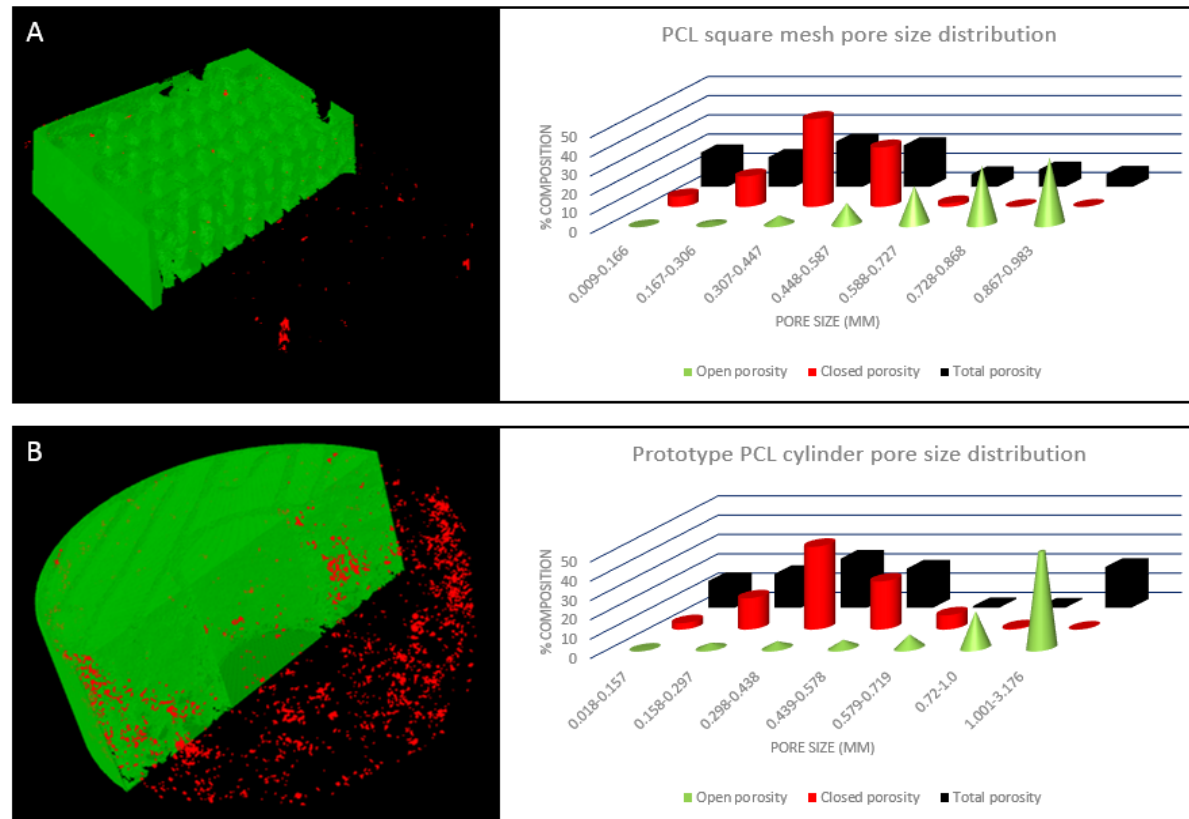 A
PCL square mesh pore size distribution
% COMPOSITION
50
40
30
20
10
0
0.009-0.166
0.167-0.306
0.307-0.447
0.448-0.587
0.588-0.727
0.728-0.868
0.867-0.983
PORE SIZE (MM)
Open porosity Closed porosity Total porosity
B
Prototype PCL cylinder pore size distribution
% COMPOSITION
50
40
30
20
10
0
0.018-0.157
0.158-0.297
0.298-0.438
0.439-0.578
0.579-0.719
0.72-1.0
1.001-3.176
PORE SIZE (MM)
Open porosity Closed porosity Total porosity